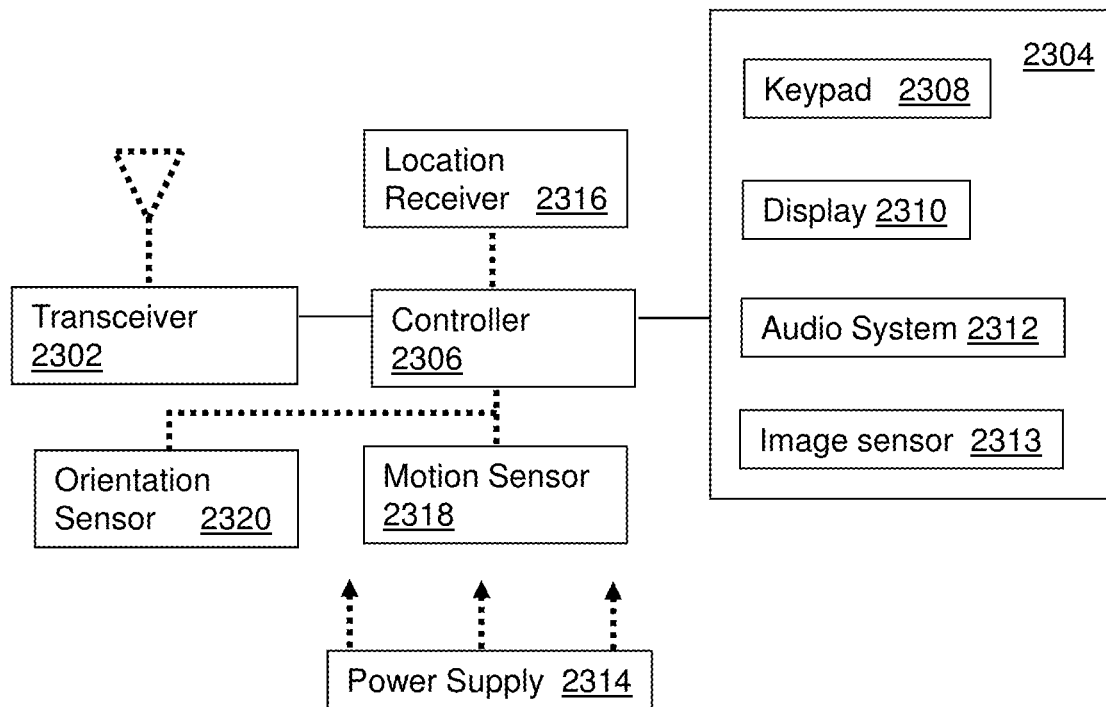 2304
Keypad 2308
Location
Receiver 2316
Display 2310
Transceiver
2302
Controller
2306
Audio System 2312
Image sensor 2313
Orientation
Sensor 2320
Motion Sensor
2318
Power Supply 2314